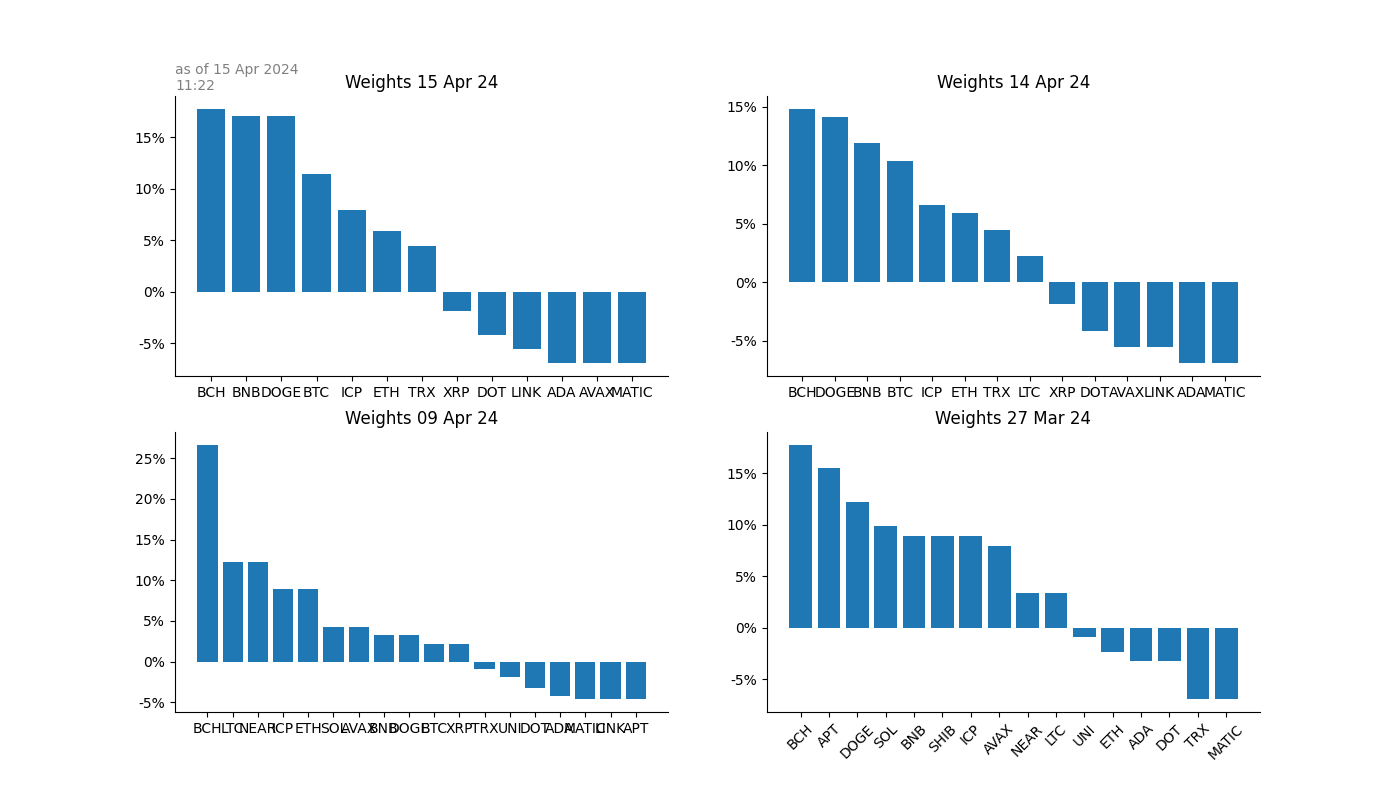 as of 15 Apr 2024
11:22
Weights 15 Apr 24
15%
10%
5%
0%
-5%
BCH BNB DOGE BTC ICP ETH TRX XRP DOT LINK ADA AVAX MATIC
Weights 14 Apr 24
15%
10%
5%
0%
-5%
BCH DOGE BNB BTC ICP ETH TRX LTC XRP DOT AVAX LINK ADA MATIC
Weights 09 Apr 24
25%
20%
15%
10%
5%
0%
-5%
BCH LTC NEAR ICP ETH SOL AVAX BNB DOGE BTC XRP TRX UNI DOT ADA MATIC LINK APT
Weights 27 Mar 24
15%
10%
5%
0%
-5%
BCH APT DOGE SOL BNB SHIB ICP AVAX NEAR LTC UNI ETH ADA DOT TRX MATIC